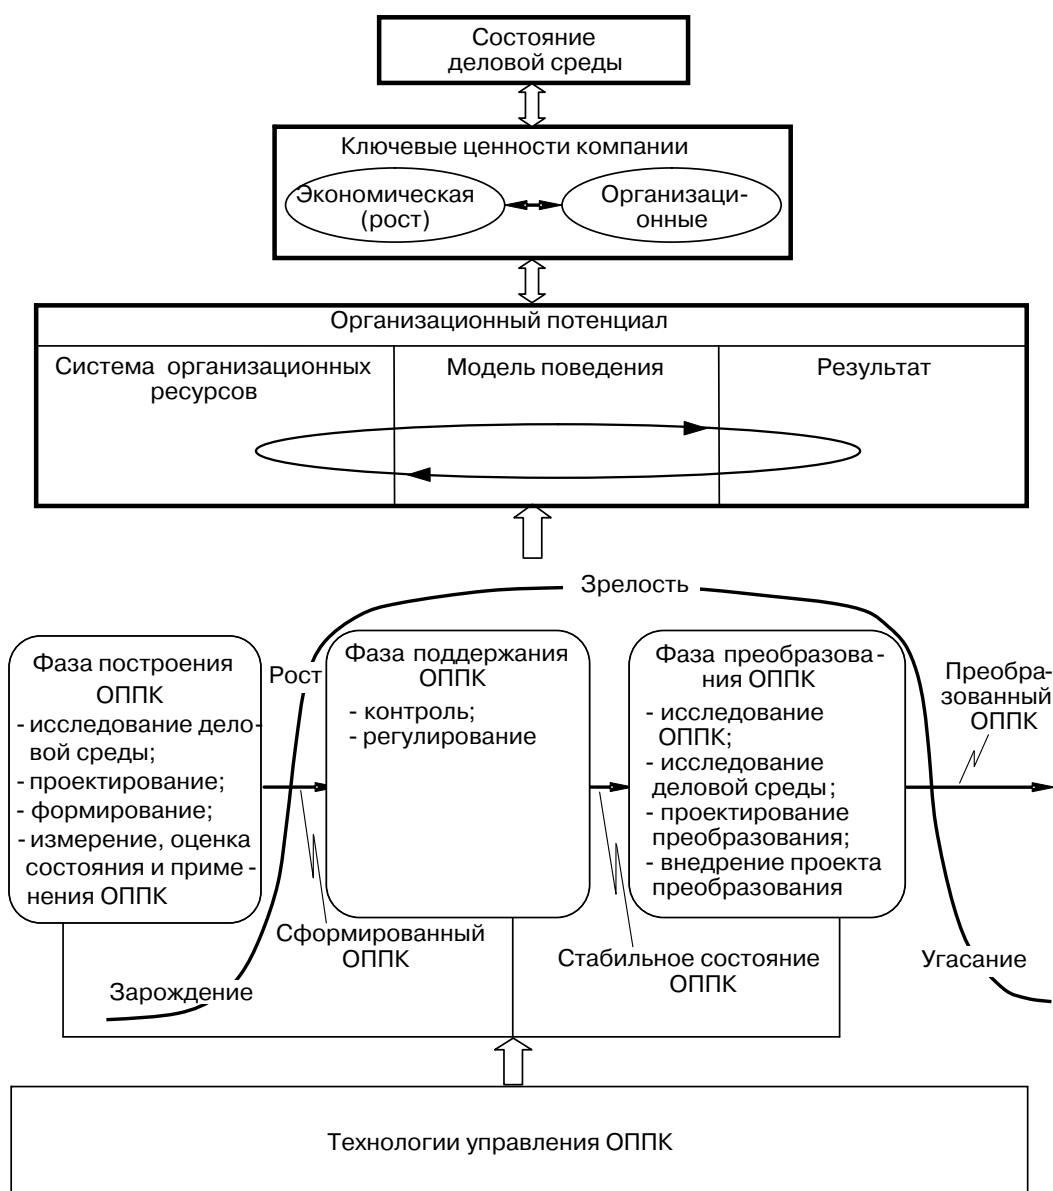 Состояние
деловой среды
Ключевые ценности компании
Экономическая
(рост)
Организаци-
онные
Организационный потенциал
Система организационных
ресурсов
Модель поведения
Результат
Зрелость
Фаза построения
ОППК
- исследование дело-
вой среды;
- проектирование;
- формирование;
- измерение, оценка
состояния и приме-
нения ОППК
Рост
Фаза поддержания
ОППК
- контроль;
- регулирование
Фаза преобразова-
ния ОППК
- исследование
ОППК;
- исследование
деловой среды;
- проектирование
преобразования;
- внедрение проекта
преобразования
Преобра-
зованный
ОППК
Сформированный
ОППК
Стабильное состояние
ОППК
Угасание
Зарождение
Технологии управления ОППК